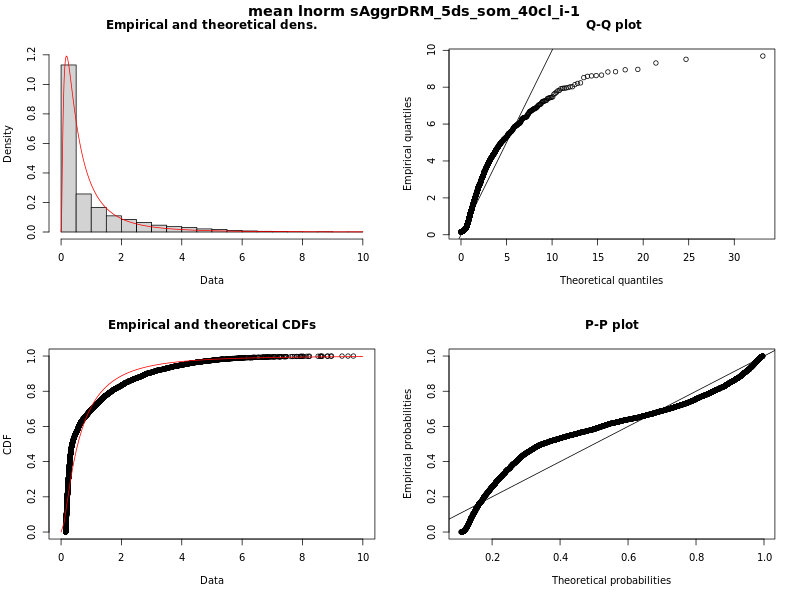 mean lnorm sAggrDRM_5ds_som_40cl_i-1
Empirical and theoretical dens.
Density
0.0 0.2 0.4 0.6 0.8 1.0 1.2
0 2 4 6 8 10
Data
Q-Q plot
Empirical quantiles
0 2 4 6 8 10
0 5 10 15 20 25 30
Theoretical quantiles
Empirical and theoretical CDFs
CDF
0.0 0.2 0.4 0.6 0.8 1.0
0 2 4 6 8 10
Data
P-P plot
Empirical probabilities
0.0 0.2 0.4 0.6 0.8 1.0
0.2 0.4 0.6 0.8 1.0
Theoretical probabilities